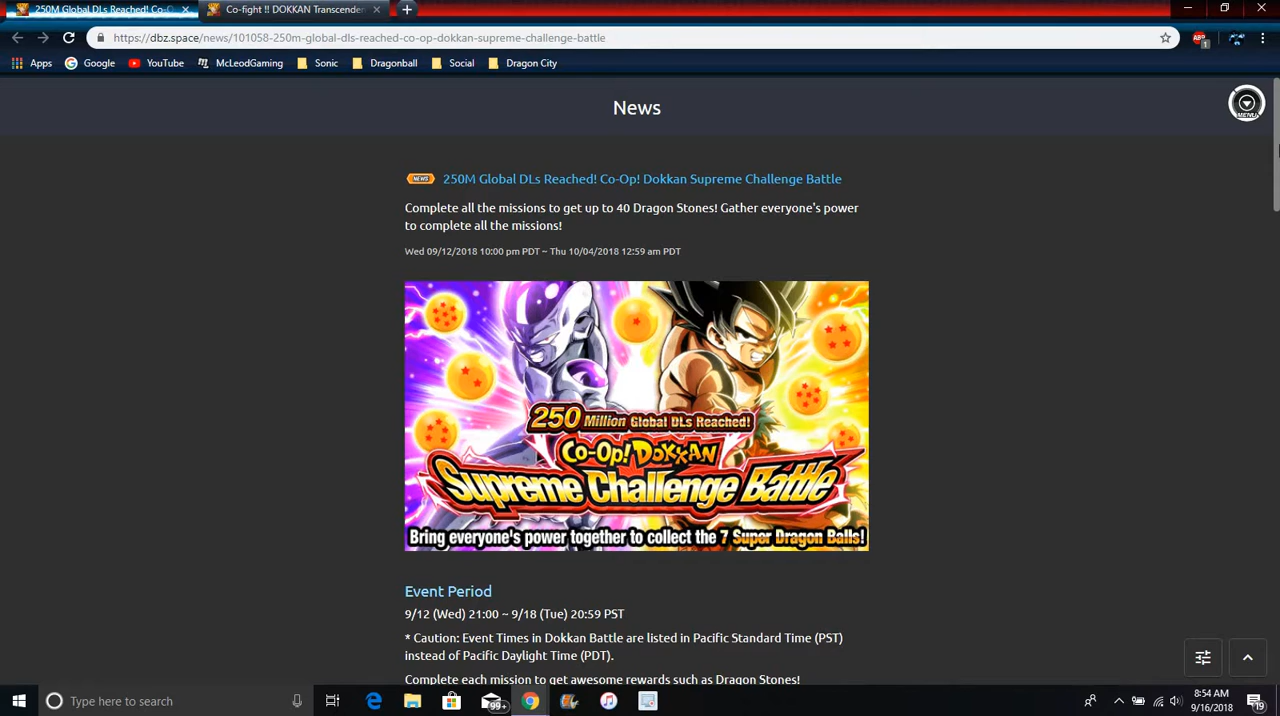 250M Global DLs Reached! Co-O
Co-fight !! DOKKAN Transcenden
https://dbz.space/news/101058-250m-global-dls-reached-co-op-dokkan-supreme-challenge-battle
ABP
1
Apps
Google
YouTube
McLeodGaming
Sonic
Dragonball
Social
Dragon City
News
MENU
NEWS
250M Global DLs Reached! Co-Op! Dokkan Supreme Challenge Battle
Complete all the missions to get up to 40 Dragon Stones! Gather everyone's power
to complete all the missions!
Wed 09/12/2018 10:00 pm PDT ~ Thu 10/04/2018 12:59 am PDT
250 Million Global DLs Reached!
Co-Op! DOKKAN
Supreme Challenge Battle
Bring everyone's power together to collect the 7 Super Dragon Balls!
Event Period
9/12 (Wed) 21:00 ~ 9/18 (Tue) 20:59 PST
* Caution: Event Times in Dokkan Battle are listed in Pacific Standard Time (PST)
instead of Pacific Daylight Time (PDT).
Complete each mission to get awesome rewards such as Dragon Stones!
Type here to search
99+
8:54 AM
9/16/2018
19